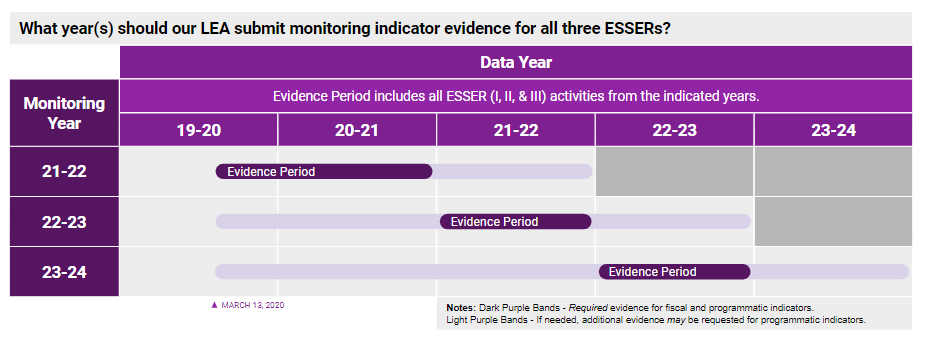 What year(s) should our LEA submit monitoring indicator evidence for all three ESSERs?
Data Year
Monitoring
Year
Evidence Period includes all ESSER (I, II, & III) activities from the indicated years.
19-20
20-21
21-22
22-23
23-24
21-22
Evidence Period
22-23
Evidence Period
23-24
Evidence Period
▲ MARCH 13, 2020
Notes: Dark Purple Bands - Required evidence for fiscal and programmatic indicators.
Light Purple Bands - If needed, additional evidence may be requested for programmatic indicators.